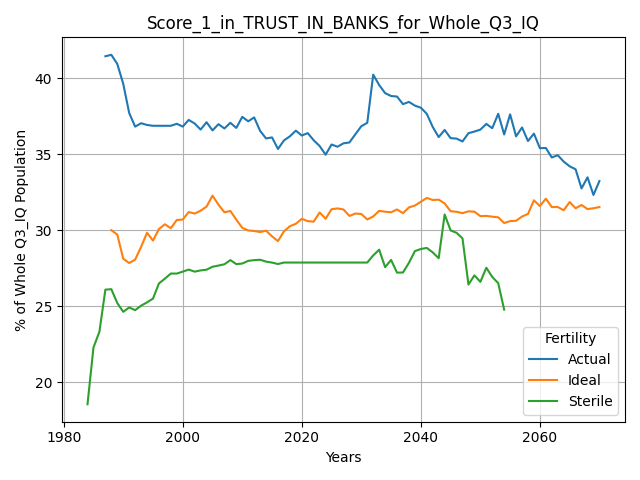 Score_1_in_TRUST_IN_BANKS_for_Whole_Q3_IQ
% of Whole Q3_IQ Population
40
35
30
25
20
1980
2000
2020
2040
2060
Years
Fertility
Actual
Ideal
Sterile